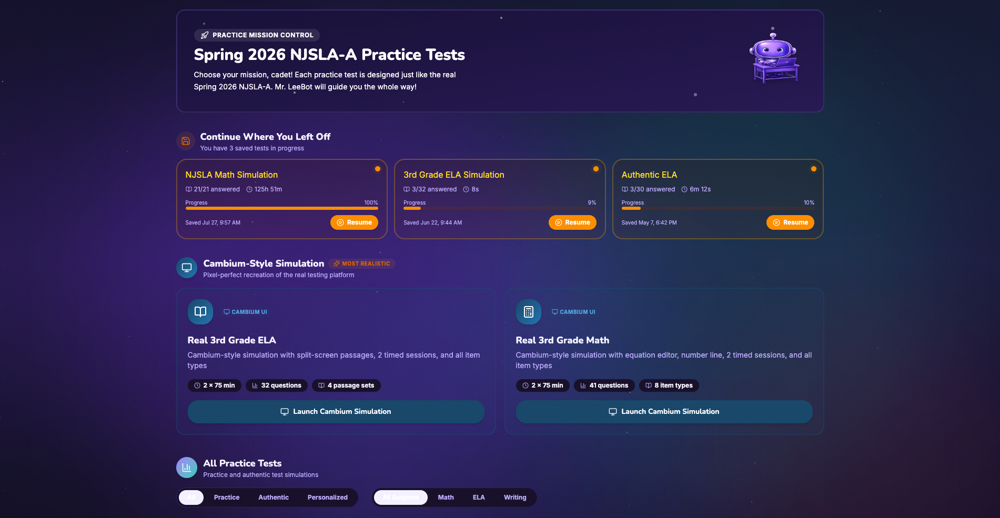 PRACTICE MISSION CONTROL
Spring 2026 NJSLA-A Practice Tests
Choose your mission, cadet! Each practice test is designed just like the real
Spring 2026 NJSLA-A. Mr. LeeBot will guide you the whole way!
Continue Where You Left Off
You have 3 saved tests in progress
NJSLA Math Simulation
21/21 answered 125h 51m
Progress 100%
Saved Jul 27, 9:57 AM Resume
3rd Grade ELA Simulation
3/32 answered 8s
Progress 9%
Saved Jun 22, 9:44 AM Resume
Authentic ELA
3/30 answered 6m 12s
Progress 10%
Saved May 7, 6:42 PM Resume
Cambium-Style Simulation MOST REALISTIC
Pixel-perfect recreation of the real testing platform
CAMBIUM UI
Real 3rd Grade ELA
Cambium-style simulation with split-screen passages, 2 timed sessions, and all item
types
2 × 75 min 32 questions 4 passage sets
Launch Cambium Simulation
CAMBIUM UI
Real 3rd Grade Math
Cambium-style simulation with equation editor, number line, 2 timed sessions, and all
item types
2 × 75 min 41 questions 8 item types
Launch Cambium Simulation
All Practice Tests
Practice and authentic test simulations
All Practice Authentic Personalized All Subjects Math ELA Writing